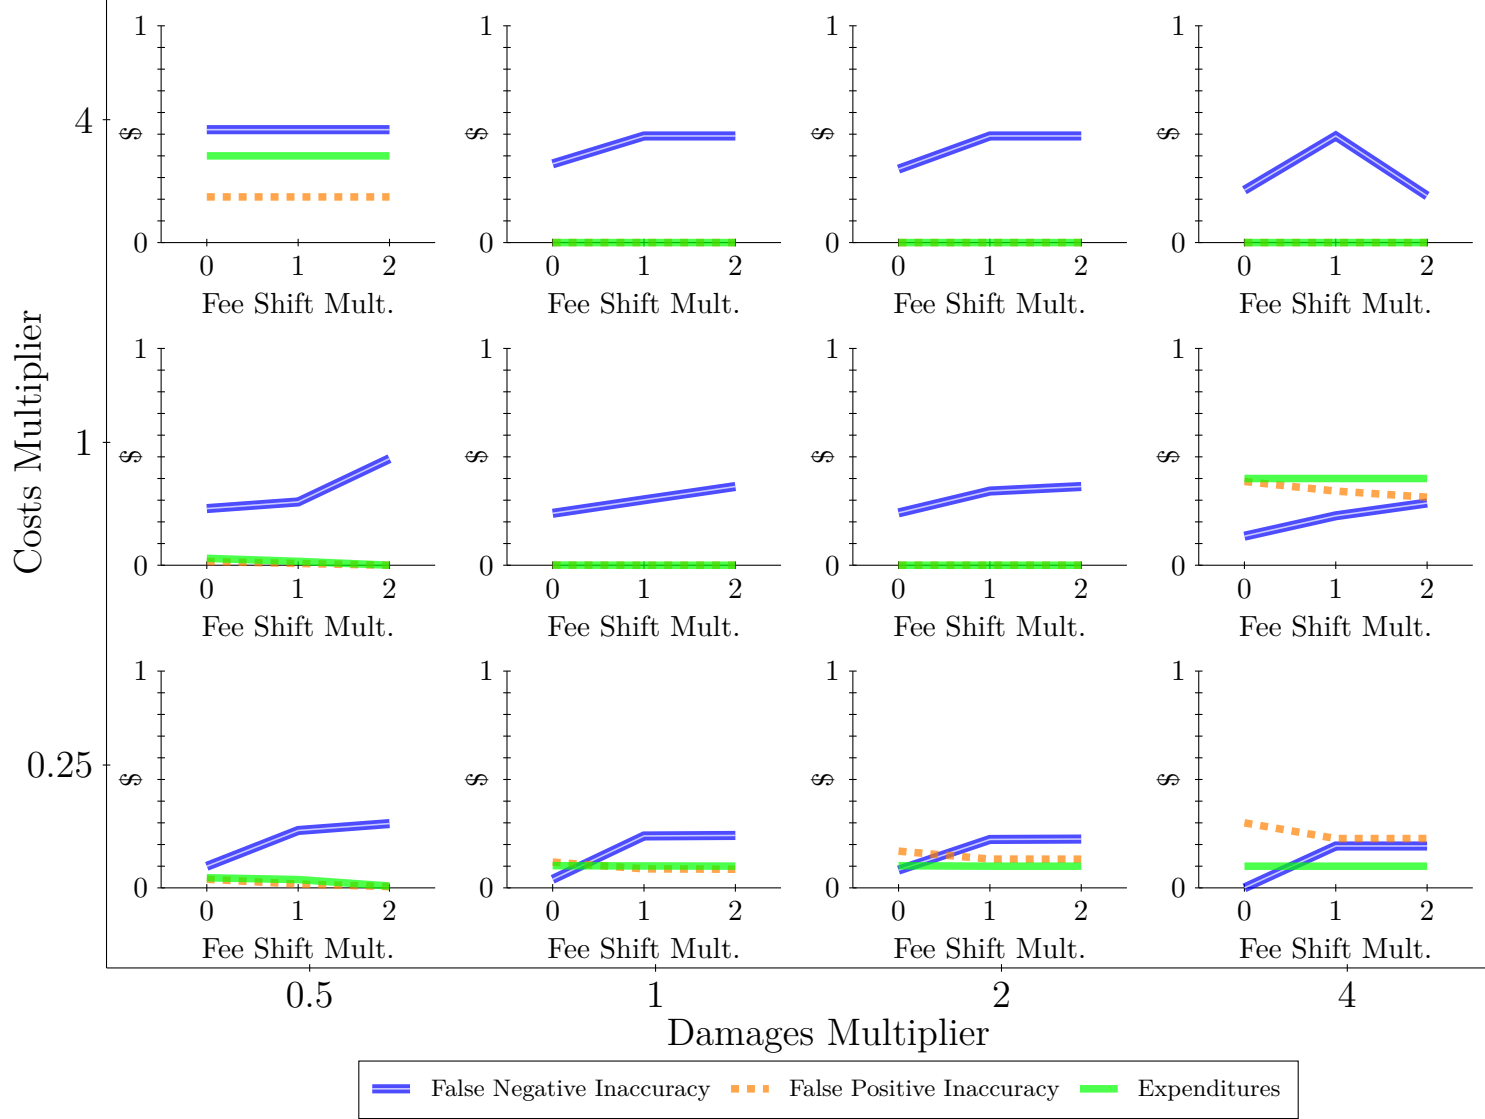 Costs Multiplier
4
1
0.25
1
$
0
0 1 2
Fee Shift Mult.
1
$
0
0 1 2
Fee Shift Mult.
1
$
0
0 1 2
Fee Shift Mult.
1
$
0
0 1 2
Fee Shift Mult.
1
$
0
0 1 2
Fee Shift Mult.
1
$
0
0 1 2
Fee Shift Mult.
1
$
0
0 1 2
Fee Shift Mult.
1
$
0
0 1 2
Fee Shift Mult.
1
$
0
0 1 2
Fee Shift Mult.
1
$
0
0 1 2
Fee Shift Mult.
1
$
0
0 1 2
Fee Shift Mult.
1
$
0
0 1 2
Fee Shift Mult.
0.5 1 2 4
Damages Multiplier
False Negative Inaccuracy False Positive Inaccuracy Expenditures